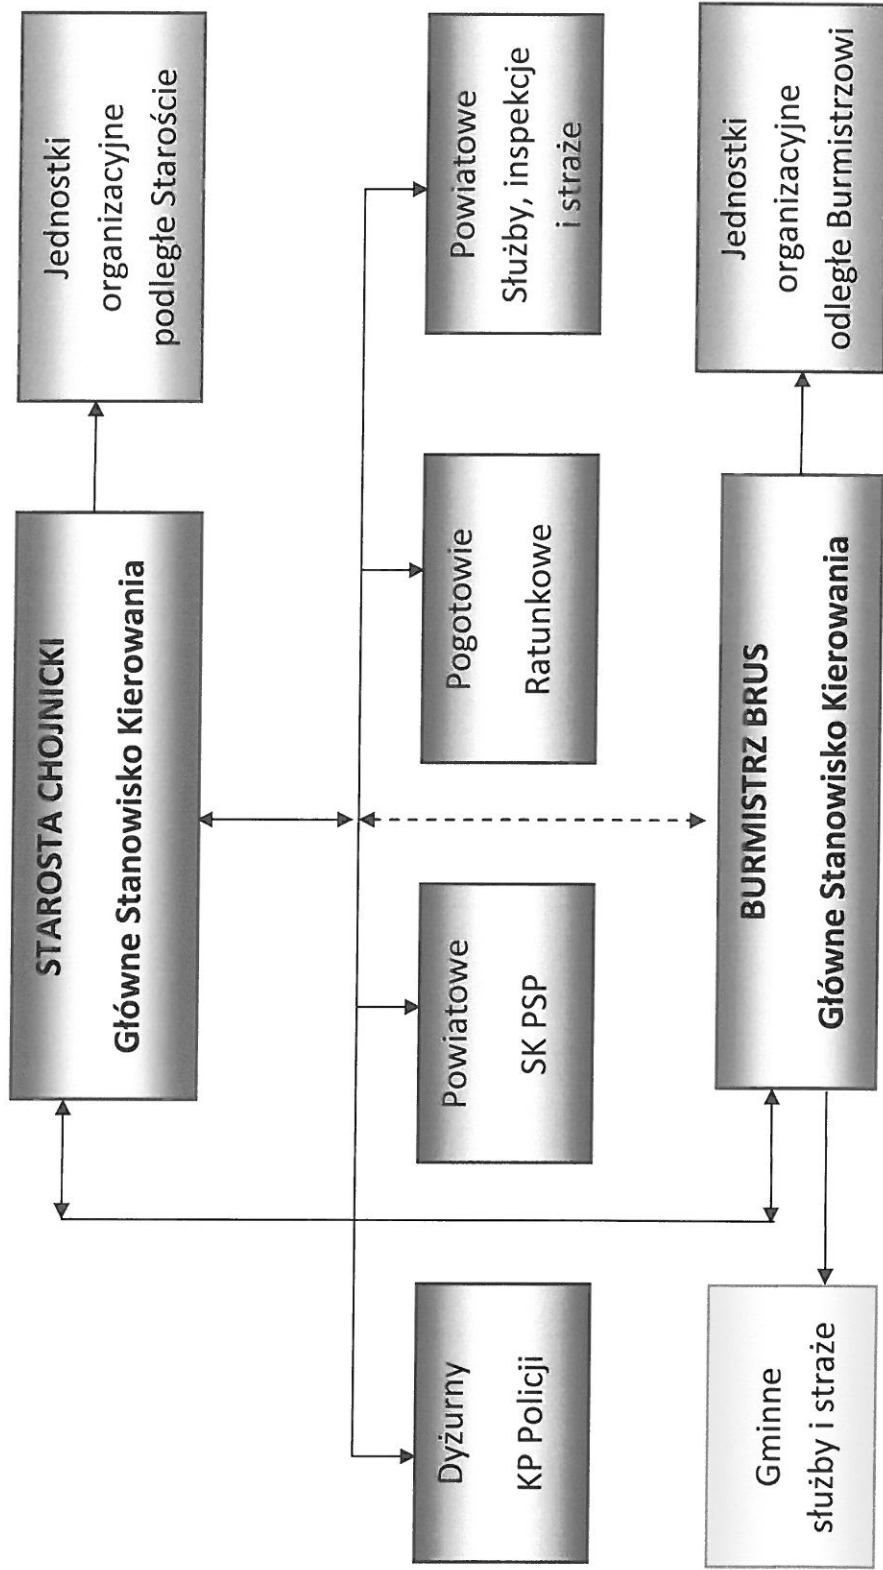 STAROSTA CHOJNICKI
Główne Stanowisko Kierowania
Jednostki
organizacyjne
podległe Staroście
Dyżurny
KP Policji
Powiatowe
SK PSP
Pogotowie
Ratunkowe
Powiatowe
Służby, inspekcje
i straże
Gminne
służby i straże
BURMISTRZ BRUS
Główne Stanowisko Kierowania
Jednostki
organizacyjne
odległe Burmistrzowi